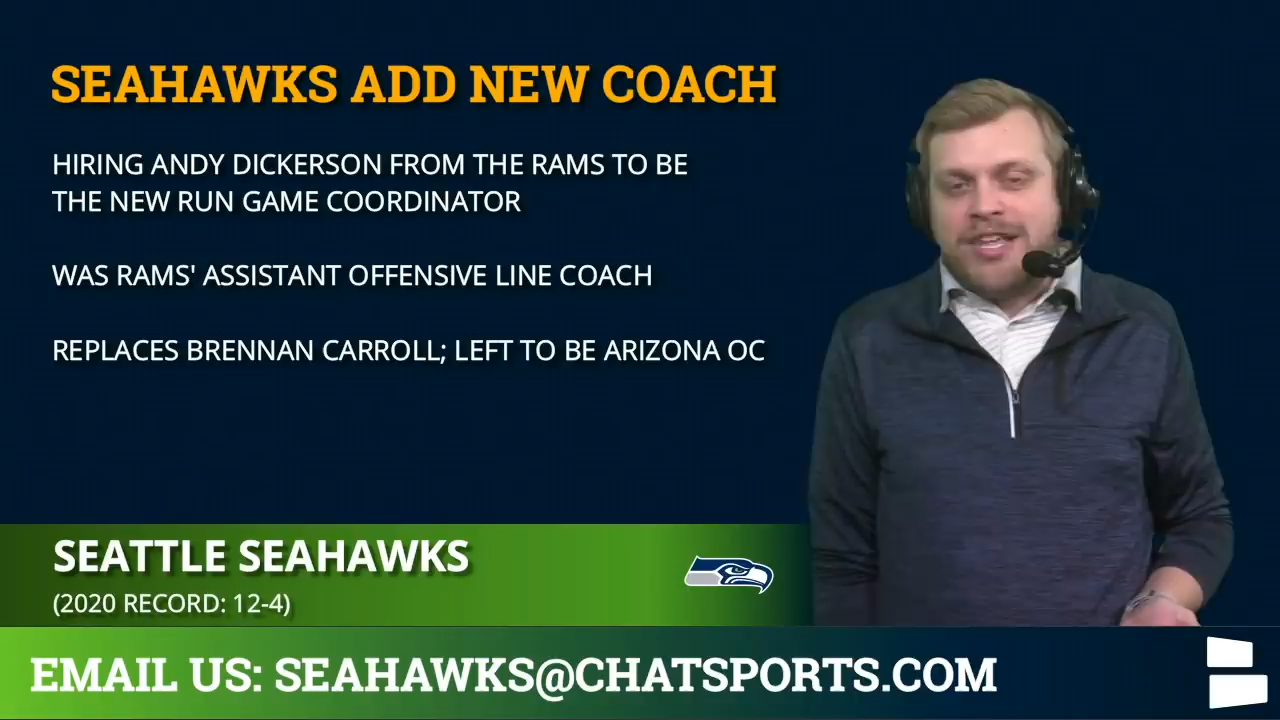 SEAHAWKS ADD NEW COACH
HIRING ANDY DICKERSON FROM THE RAMS TO BE
THE NEW RUN GAME COORDINATOR
WAS RAMS' ASSISTANT OFFENSIVE LINE COACH
REPLACES BRENNAN CARROLL; LEFT TO BE ARIZONA OC
SEATTLE SEAHAWKS
(2020 RECORD: 12-4)
EMAIL US: SEAHAWKS@CHATSPORTS.COM